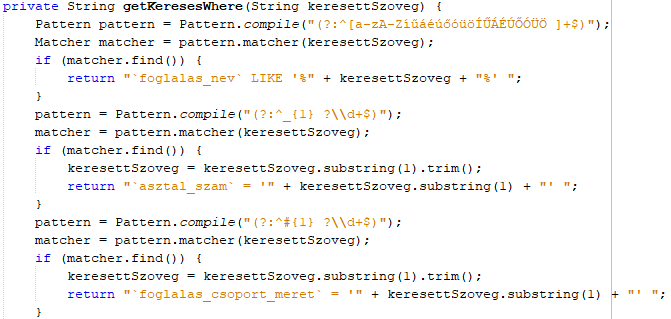 private String getKeresesWhere(String keresettSzoveg) {
Pattern pattern = Pattern.compile("(?:^[a-zA-ZíűáéúőóüöÍŰÁÉÚŐÓÜÖ ]+$)");
Matcher matcher = pattern.matcher(keresettSzoveg);
if (matcher.find()) {
return "`foglalas_nev` LIKE '%" + keresettSzoveg + "%' ";
}
pattern = Pattern.compile("(?:^_{1} ?\\d+$)");
matcher = pattern.matcher(keresettSzoveg);
if (matcher.find()) {
keresettSzoveg = keresettSzoveg.substring(1).trim();
return "`asztal_szam` = '" + keresettSzoveg.substring(1) + "' ";
}
pattern = Pattern.compile("(?:^#{1} ?\\d+$)");
matcher = pattern.matcher(keresettSzoveg);
if (matcher.find()) {
keresettSzoveg = keresettSzoveg.substring(1).trim();
return "`foglalas_csoport_meret` = '" + keresettSzoveg.substring(1) + "' ";
}